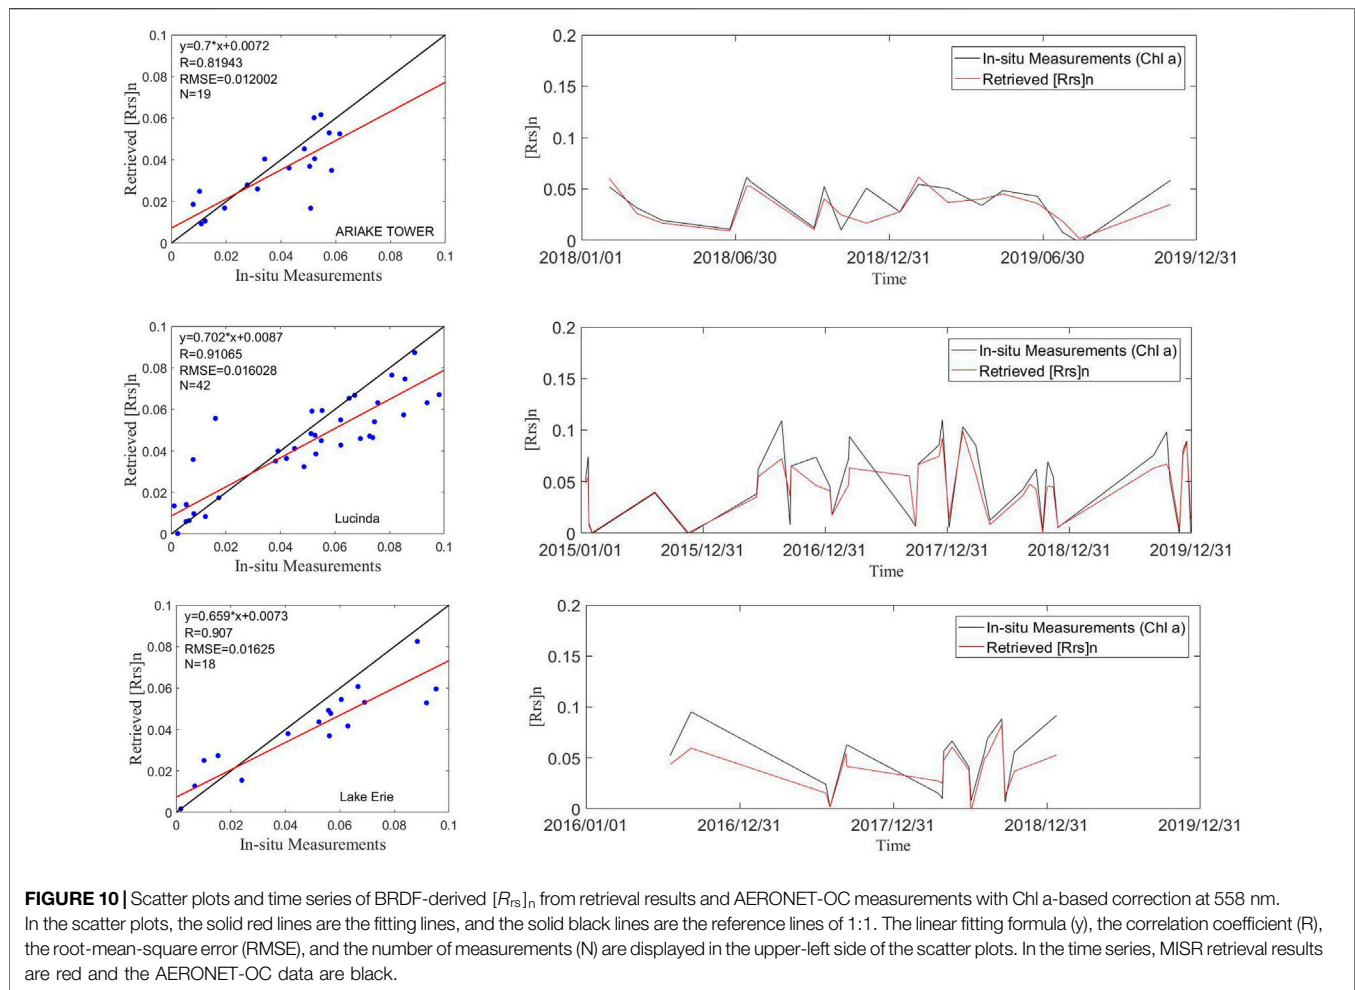 y=0.7*x+0.0072
R=0.81943
RMSE=0.012002
N=19
ARIAKE TOWER
0.1
0.08
0.06
0.04
0.02
0
0 0.02 0.04 0.06 0.08 0.1
Retrieved [Rrs]n
In-situ Measurements
In-situ Measurements (Chl a)
Retrieved [Rrs]n
0.2
0.15
0.1
0.05
0
[Rrs]n
2018/01/01 2018/06/30 2018/12/31 2019/06/30 2019/12/31
Time
y=0.702*x+0.0087
R=0.91065
RMSE=0.016028
N=42
Lucinda
0.1
0.08
0.06
0.04
0.02
0
0 0.02 0.04 0.06 0.08 0.1
Retrieved [Rrs]n
In-situ Measurements
In-situ Measurements (Chl a)
Retrieved [Rrs]n
0.2
0.15
0.1
0.05
0
[Rrs]n
2015/01/01 2015/12/31 2016/12/31 2017/12/31 2018/12/31 2019/12/31
Time
y=0.659*x+0.0073
R=0.907
RMSE=0.01625
N=18
Lake Erie
0.1
0.08
0.06
0.04
0.02
0
0 0.02 0.04 0.06 0.08 0.1
Retrieved [Rrs]n
In-situ Measurements
In-situ Measurements (Chl a)
Retrieved [Rrs]n
0.2
0.15
0.1
0.05
0
[Rrs]n
2016/01/01 2016/12/31 2017/12/31 2018/12/31 2019/12/31
Time
FIGURE 10 | Scatter plots and time series of BRDF-derived [Rrs]n from retrieval results and AERONET-OC measurements with Chl a-based correction at 558 nm.
In the scatter plots, the solid red lines are the fitting lines, and the solid black lines are the reference lines of 1:1. The linear fitting formula (y), the correlation coefficient (R),
the root-mean-square error (RMSE), and the number of measurements (N) are displayed in the upper-left side of the scatter plots. In the time series, MISR retrieval results
are red and the AERONET-OC data are black.